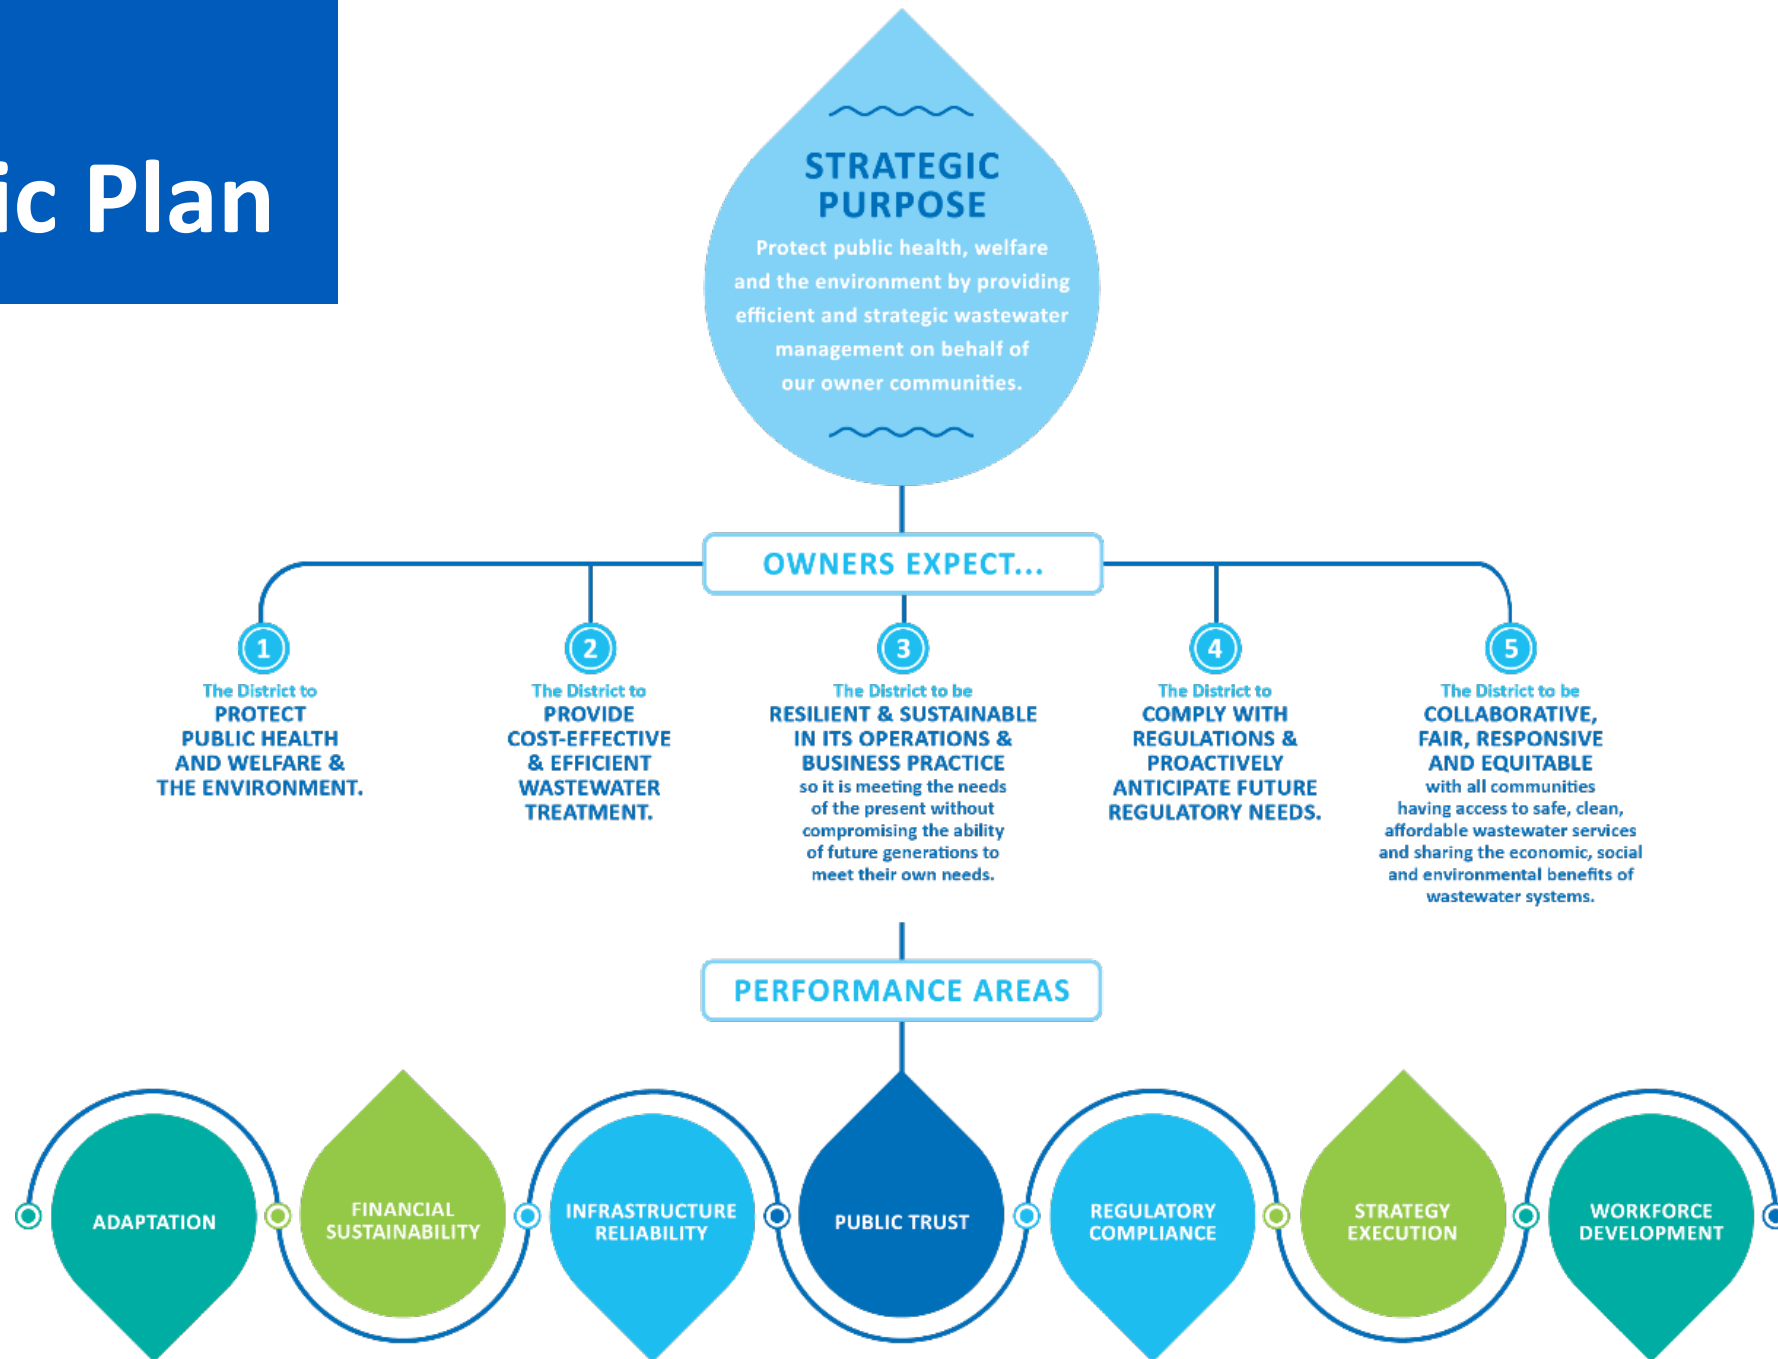 ic Plan
STRATEGIC
PURPOSE
Protect public health, welfare
and the environment by providing
efficient and strategic wastewater
management on behalf of
our owner communities.
OWNERS EXPECT...
1
The District to
PROTECT
PUBLIC HEALTH
AND WELFARE &
THE ENVIRONMENT.
2
The District to
PROVIDE
COST-EFFECTIVE
& EFFICIENT
WASTEWATER
TREATMENT.
3
The District to be
RESILIENT & SUSTAINABLE
IN ITS OPERATIONS &
BUSINESS PRACTICE
so it is meeting the needs
of the present without
compromising the ability
of future generations to
meet their own needs.
4
The District to
COMPLY WITH
REGULATIONS &
PROACTIVELY
ANTICIPATE FUTURE
REGULATORY NEEDS.
5
The District to be
COLLABORATIVE,
FAIR, RESPONSIVE
AND EQUITABLE
with all communities
having access to safe, clean,
affordable wastewater services
and sharing the economic, social
and environmental benefits of
wastewater systems.
PERFORMANCE AREAS
ADAPTATION
FINANCIAL
SUSTAINABILITY
INFRASTRUCTURE
RELIABILITY
PUBLIC TRUST
REGULATORY
COMPLIANCE
STRATEGY
EXECUTION
WORKFORCE
DEVELOPMENT